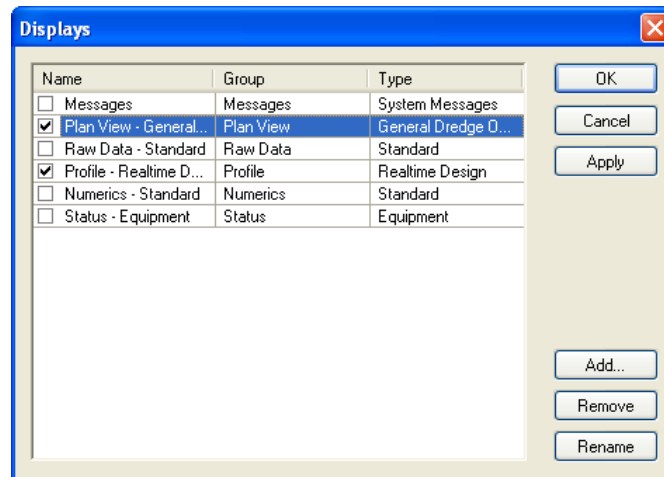 Displays
Name Group Type
Messages Messages System Messages
Plan View - General... Plan View General Dredge O...
Raw Data - Standard Raw Data Standard
Profile - Realtime D... Profile Realtime Design
Numerics - Standard Numerics Standard
Status - Equipment Status Equipment
OK
Cancel
Apply
Add...
Remove
Rename